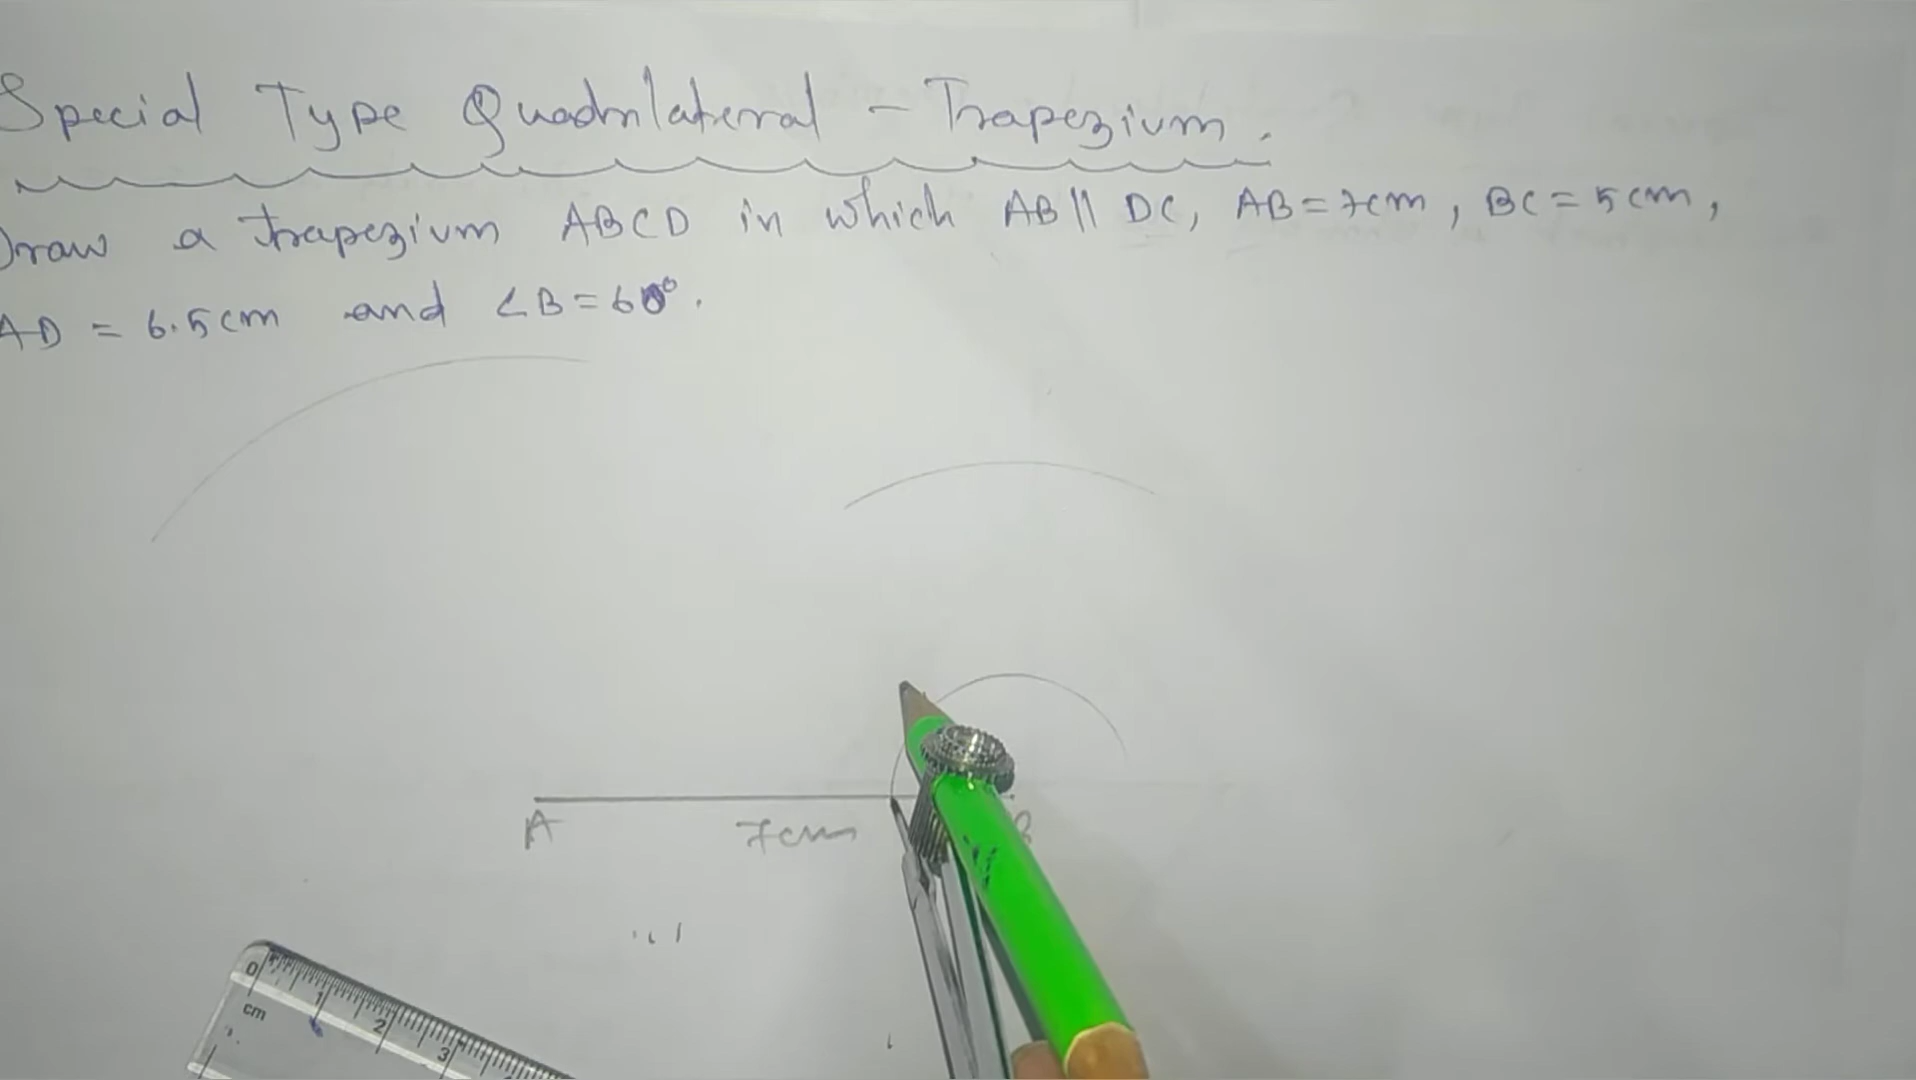 Special Type Quadrilateral - Trapezium.
Draw a trapezium ABCD in which AB || DC, AB = 7cm, BC = 5cm,
AD = 6.5cm and ∠B = 60°.
A 7cm B
0 1 2 3
cm